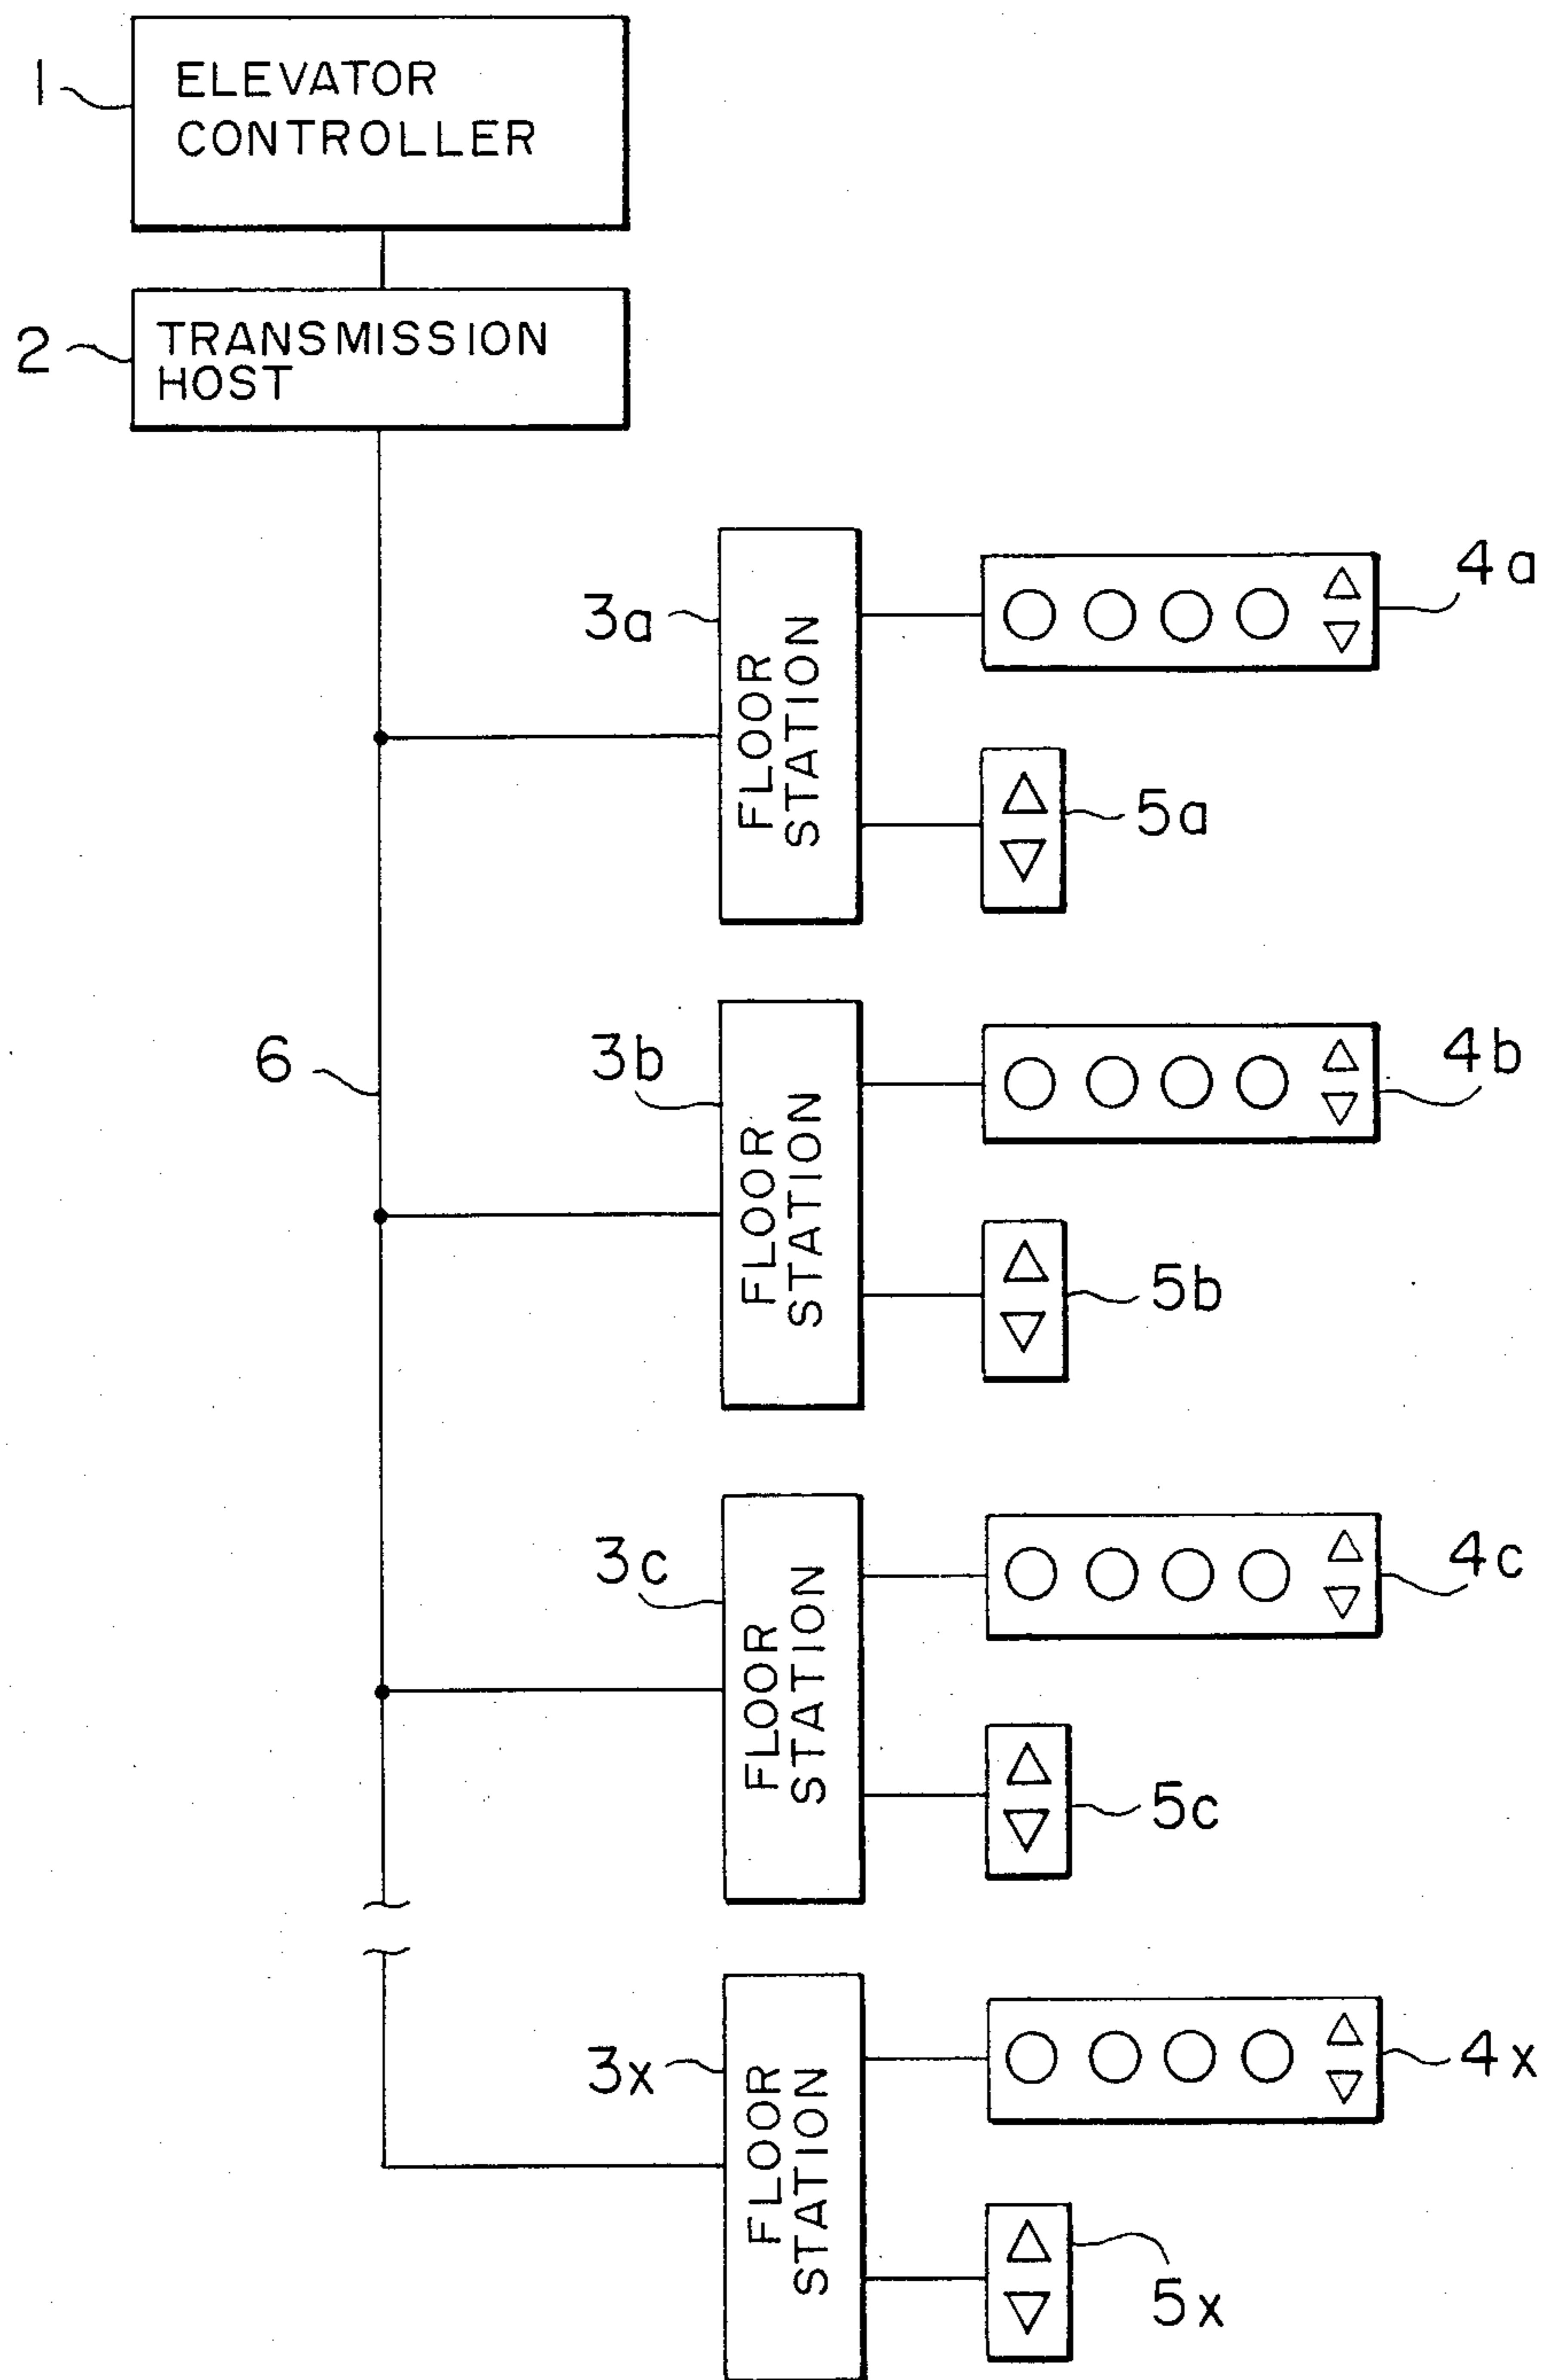 1
ELEVATOR
CONTROLLER
2
TRANSMISSION
HOST
3a
FLOOR
STATION
4a
5a
6
3b
FLOOR
STATION
4b
5b
3c
FLOOR
STATION
4c
5c
3x
FLOOR
STATION
4x
5x